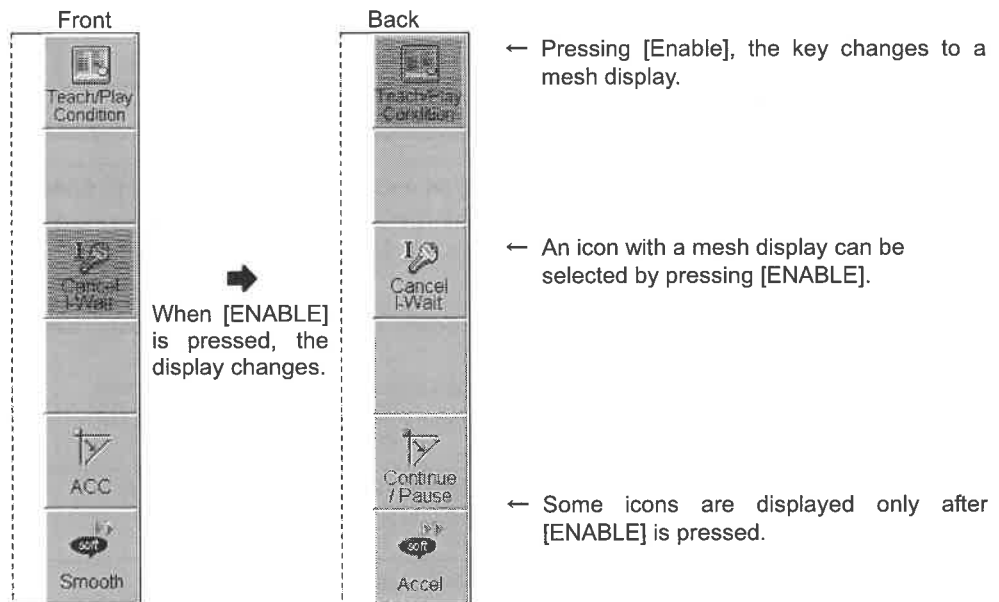 Front
Teach/Play
Condition
I
Cancel
I-Wait
ACC
soft
Smooth
When [ENABLE]
is pressed, the
display changes.
Back
Teach/Play
Condition
I
Cancel
I-Wait
Continue
/ Pause
soft
Accel
← Pressing [Enable], the key changes to a
mesh display.
← An icon with a mesh display can be
selected by pressing [ENABLE].
← Some icons are displayed only after
[ENABLE] is pressed.